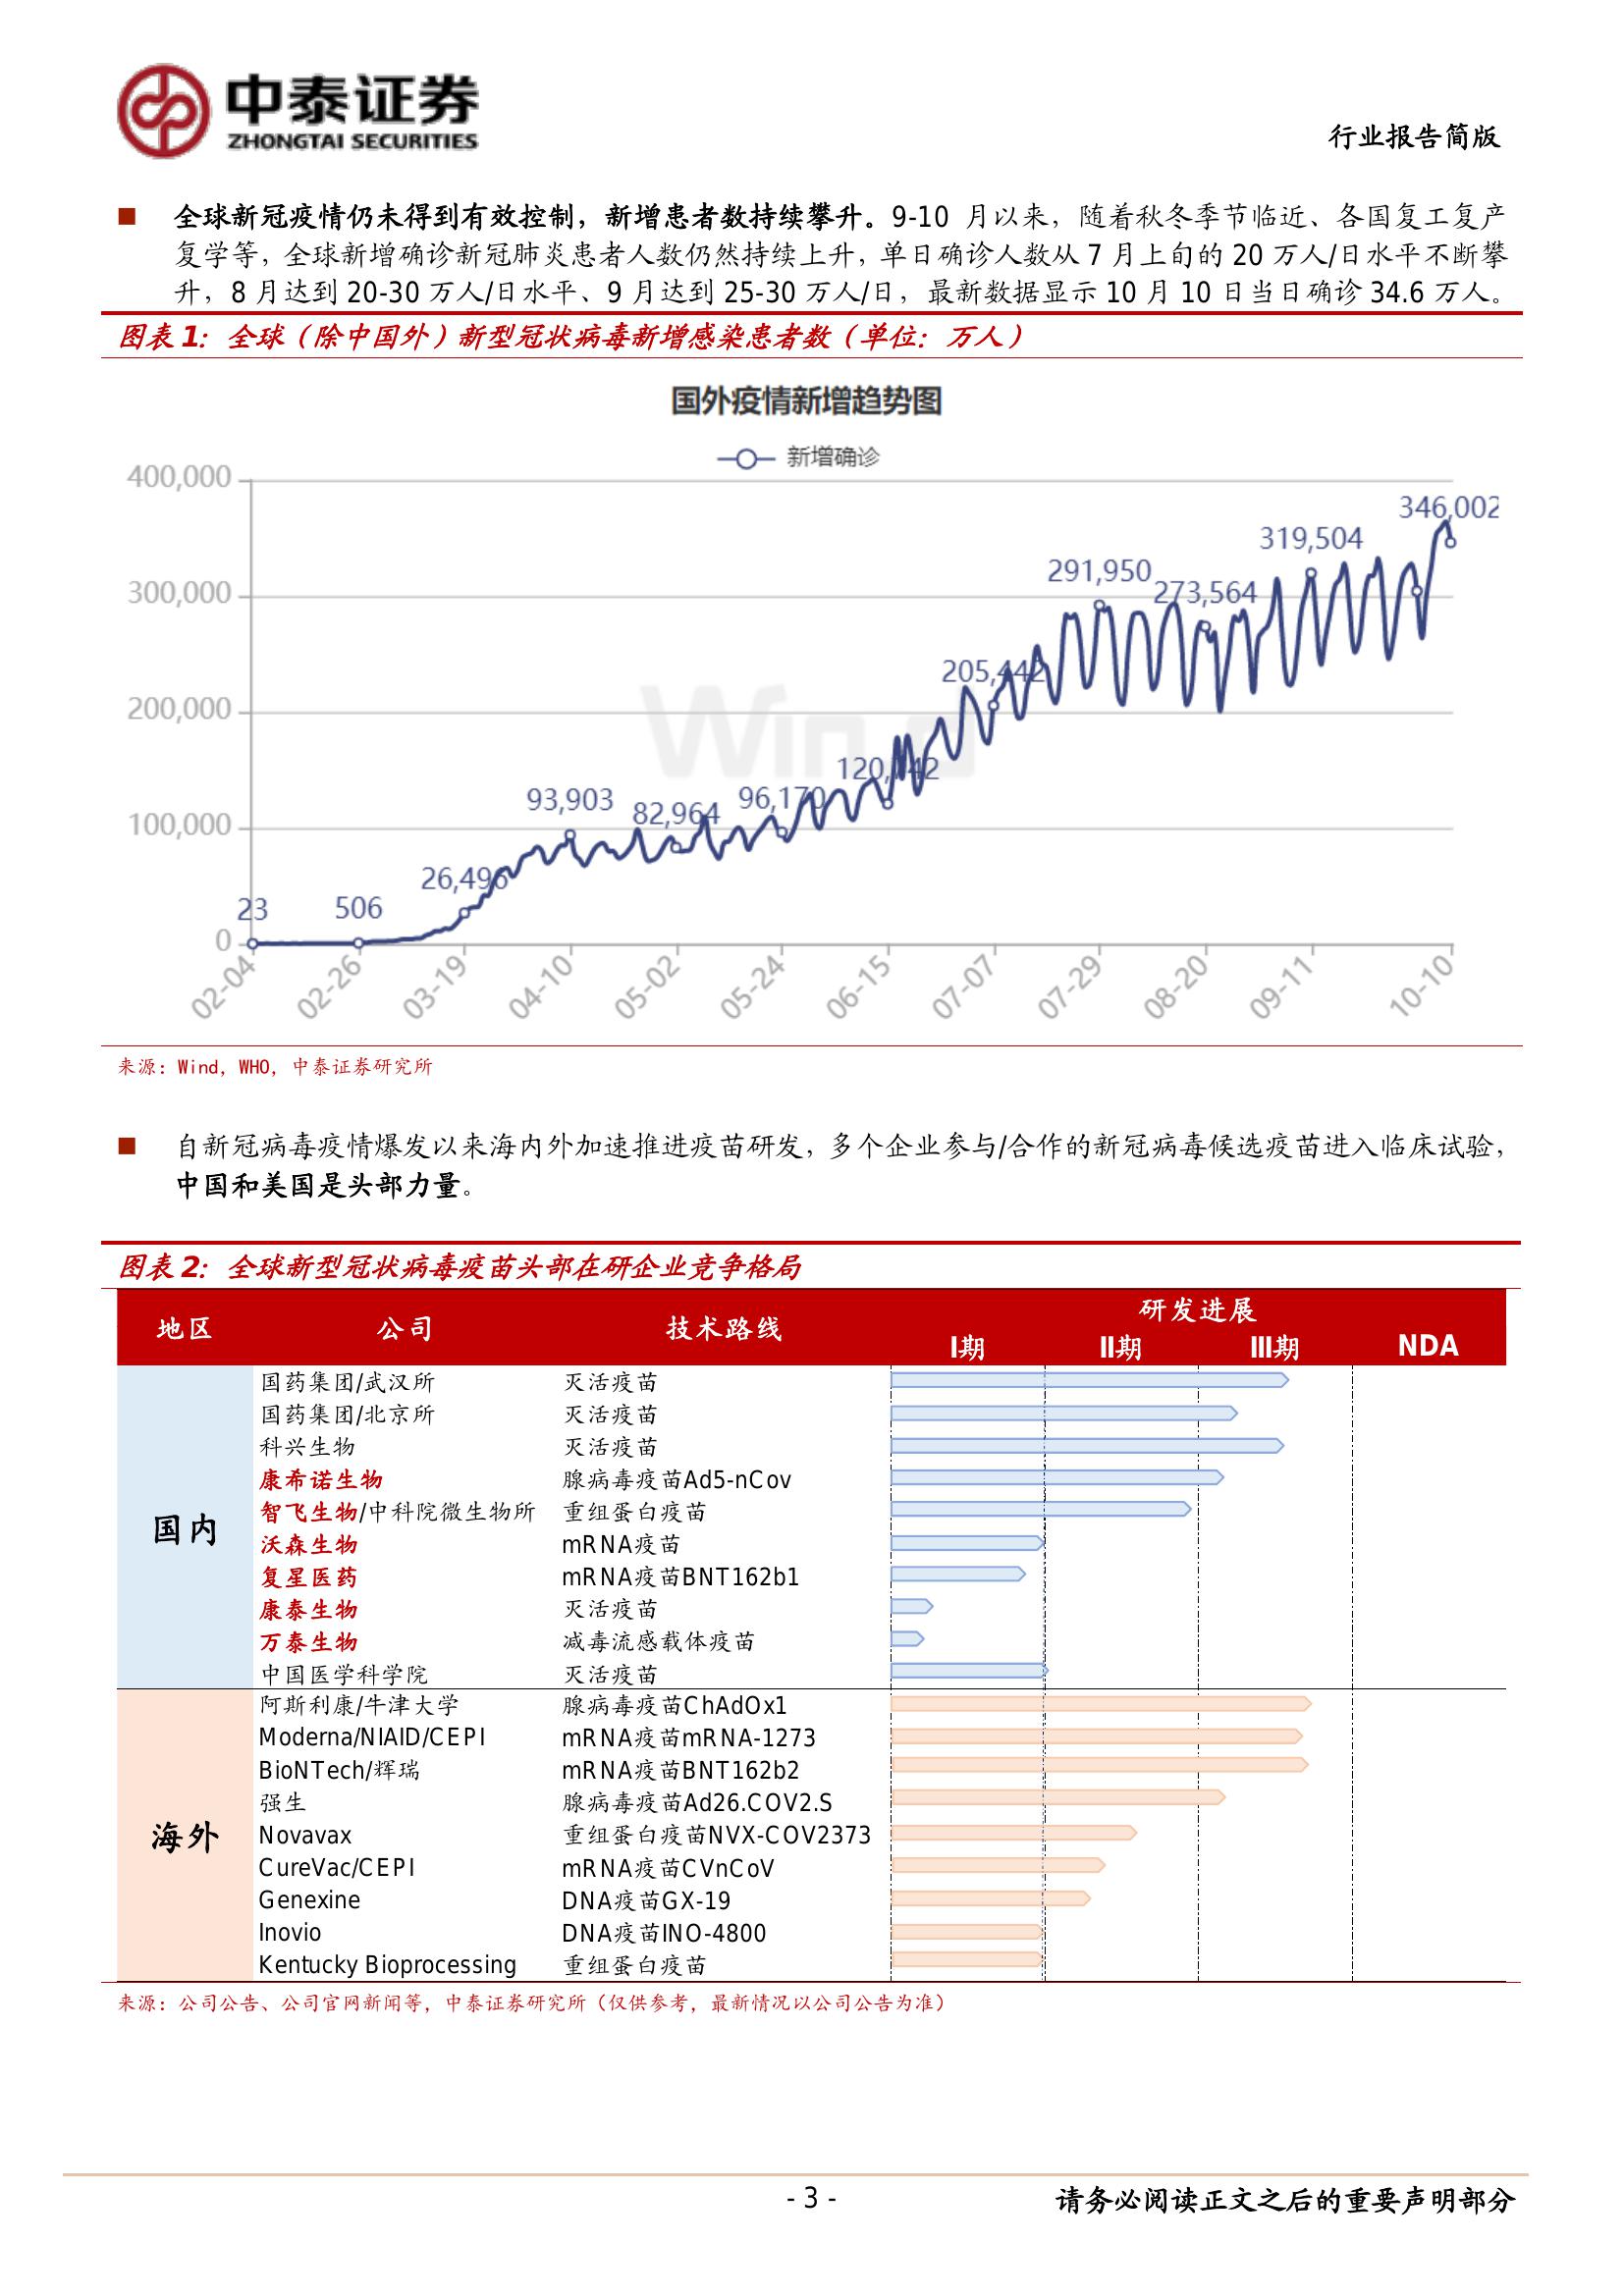 中泰证券
ZHONGTAI SECURITIES
行业报告简版
■ 全球新冠疫情仍未得到有效控制，新增患者数持续攀升。9-10 月以来，随着秋冬季节临近、各国复工复产
复学等，全球新增确诊新冠肺炎患者人数仍然持续上升，单日确诊人数从 7 月上旬的 20 万人/日水平不断攀
升，8 月达到 20-30 万人/日水平、9 月达到 25-30 万人/日，最新数据显示 10 月 10 日当日确诊 34.6 万人。
图表 1：全球（除中国外）新型冠状病毒新增感染患者数（单位：万人）
国外疫情新增趋势图
新增确诊
400,000
300,000
200,000
100,000
0
23
506
26,496
93,903
82,964
96,170
205,442
291,950
273,564
319,504
346,002
Wind
02-04
02-26
03-19
04-10
05-02
05-24
06-15
07-07
07-29
08-20
09-11
10-10
来源：Wind，WHO，中泰证券研究所
■ 自新冠病毒疫情爆发以来海内外加速推进疫苗研发，多个企业参与/合作的新冠病毒候选疫苗进入临床试验，
中国和美国是头部力量。
图表 2：全球新型冠状病毒疫苗头部在研企业竞争格局
地区 公司 技术路线 研发进展
I期 II期 III期 NDA
国内
国药集团/武汉所 灭活疫苗
国药集团/北京所 灭活疫苗
科兴生物 灭活疫苗
康希诺生物 腺病毒疫苗Ad5-nCov
智飞生物/中科院微生物所 重组蛋白疫苗
沃森生物 mRNA疫苗
复星医药 mRNA疫苗BNT162b1
康泰生物 灭活疫苗
万泰生物 减毒流感载体疫苗
中国医学科学院 灭活疫苗
海外
阿斯利康/牛津大学 腺病毒疫苗ChAdOx1
Moderna/NIAID/CEPI mRNA疫苗mRNA-1273
BioNTech/辉瑞 mRNA疫苗BNT162b2
强生 腺病毒疫苗Ad26.COV2.S
Novavax 重组蛋白疫苗NVX-COV2373
CureVac/CEPI mRNA疫苗CVnCoV
Genexine DNA疫苗GX-19
Inovio DNA疫苗INO-4800
Kentucky Bioprocessing 重组蛋白疫苗
来源：公司公告、公司官网新闻等，中泰证券研究所（仅供参考，最新情况以公司公告为准）
- 3 -
请务必阅读正文之后的重要声明部分